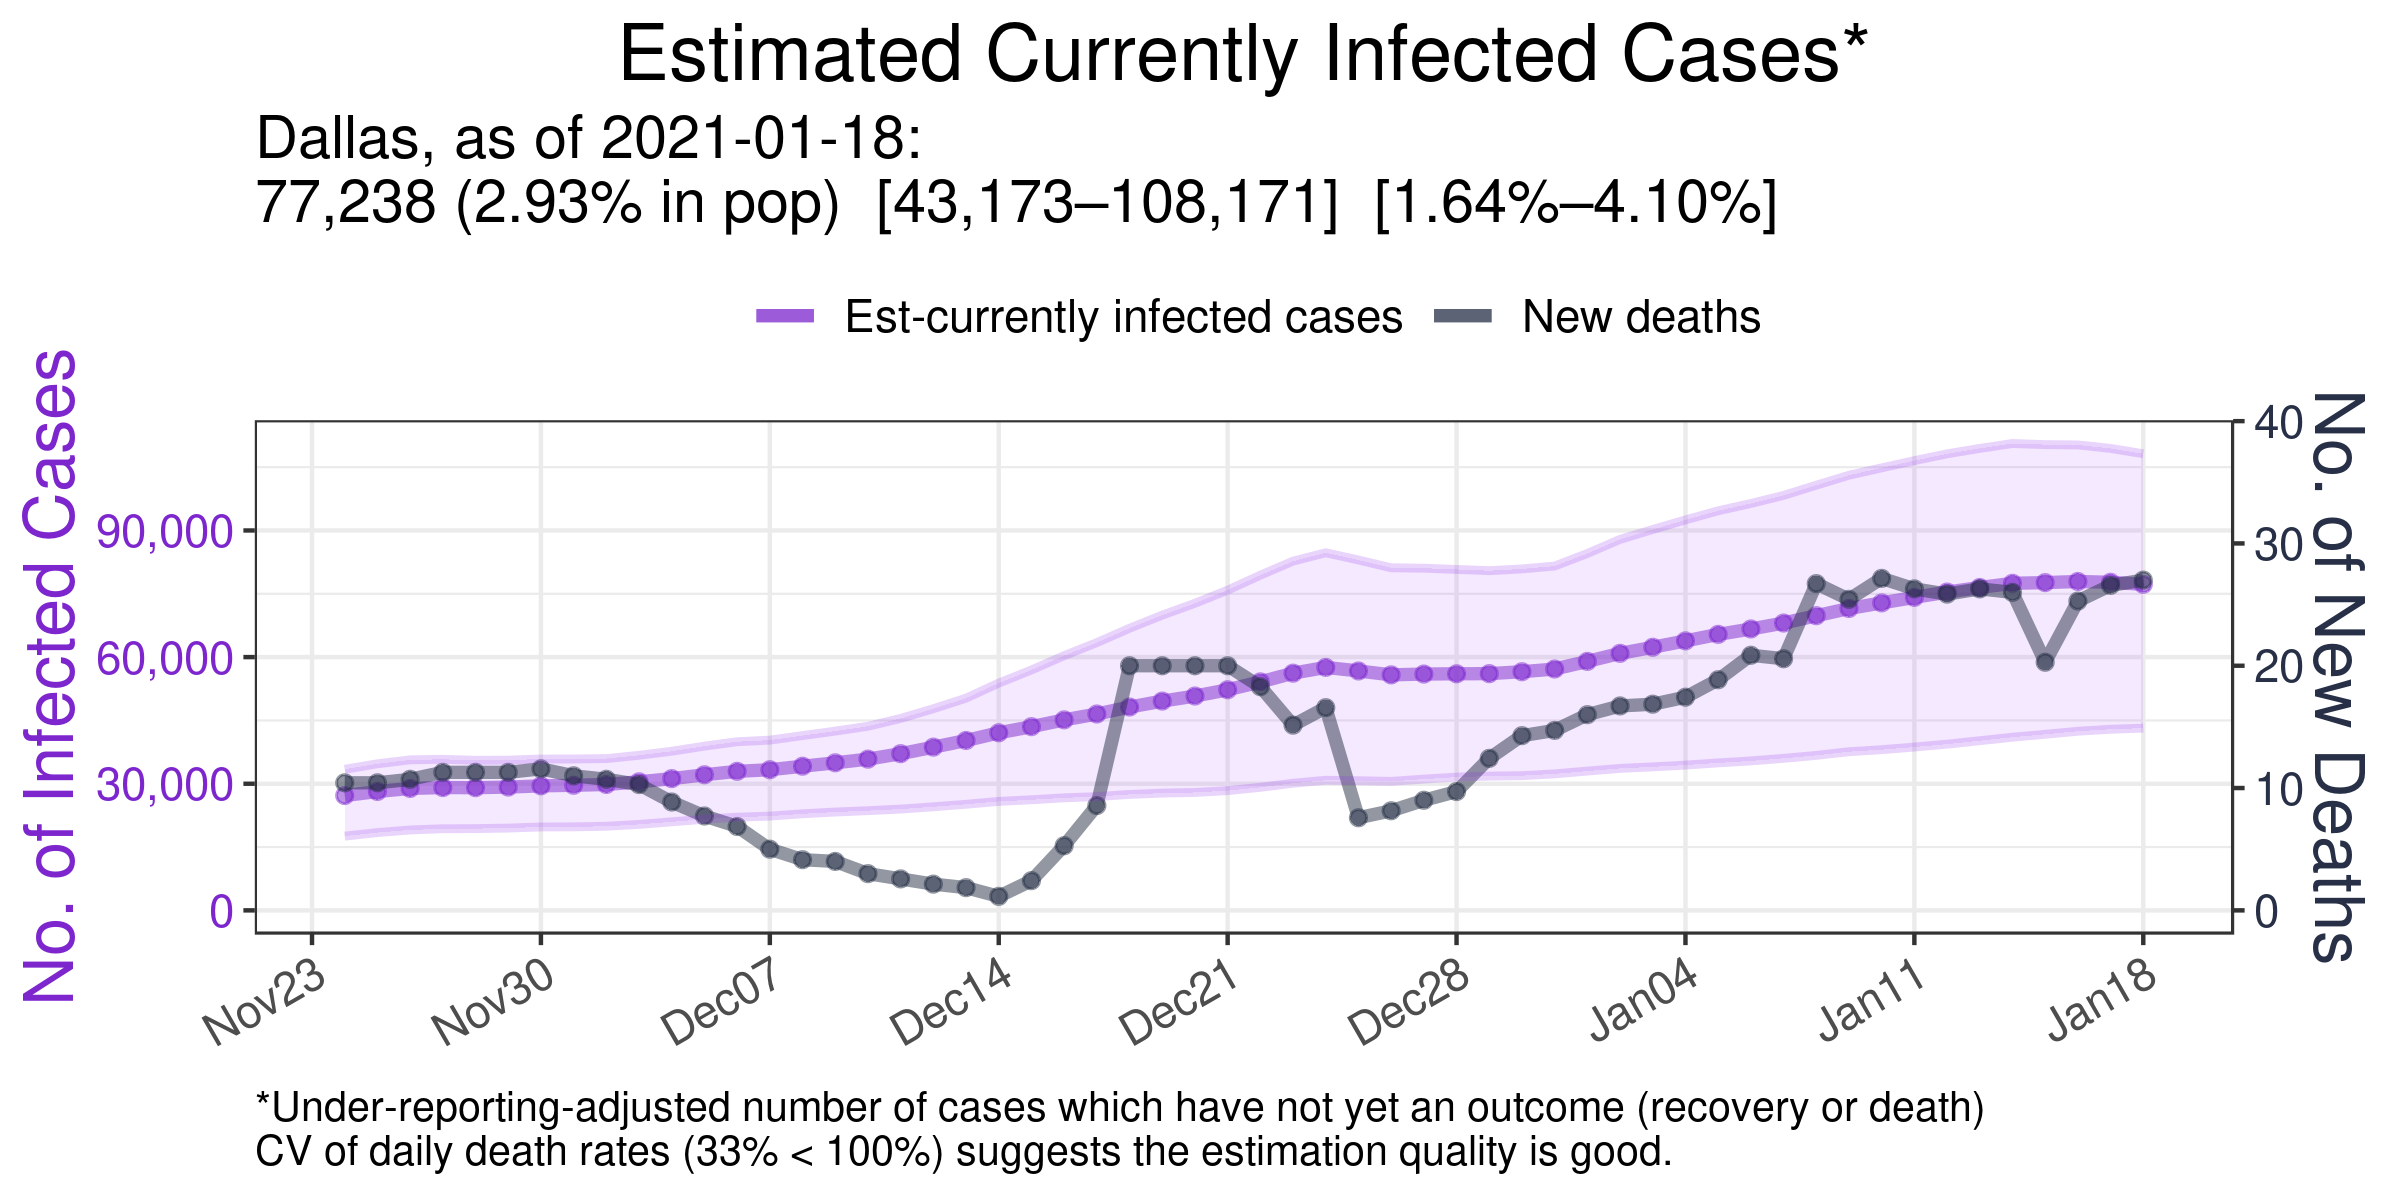 Estimated Currently Infected Cases*
Dallas, as of 2021-01-18:
77,238 (2.93% in pop)  [43,173–108,171]  [1.64%–4.10%]
Est-currently infected cases
New deaths
No. of Infected Cases
90,000
60,000
30,000
0
40
30
20
10
0
No. of New Deaths
Nov23
Nov30
Dec07
Dec14
Dec21
Dec28
Jan04
Jan11
Jan18
*Under-reporting-adjusted number of cases which have not yet an outcome (recovery or death)
CV of daily death rates (33% < 100%) suggests the estimation quality is good.